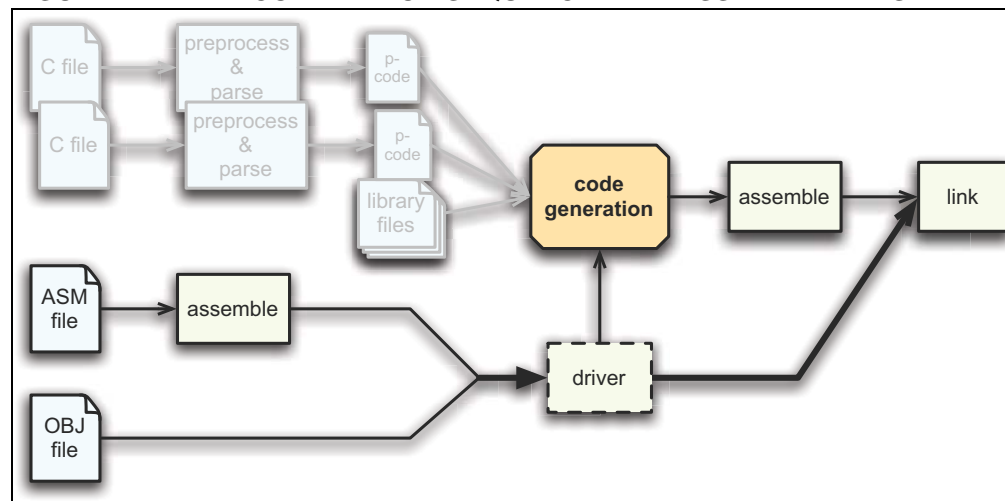 C file
preprocess
&
parse
p-
code
C file
preprocess
&
parse
p-
code
library
files
code
generation
assemble
link
ASM
file
assemble
driver
OBJ
file